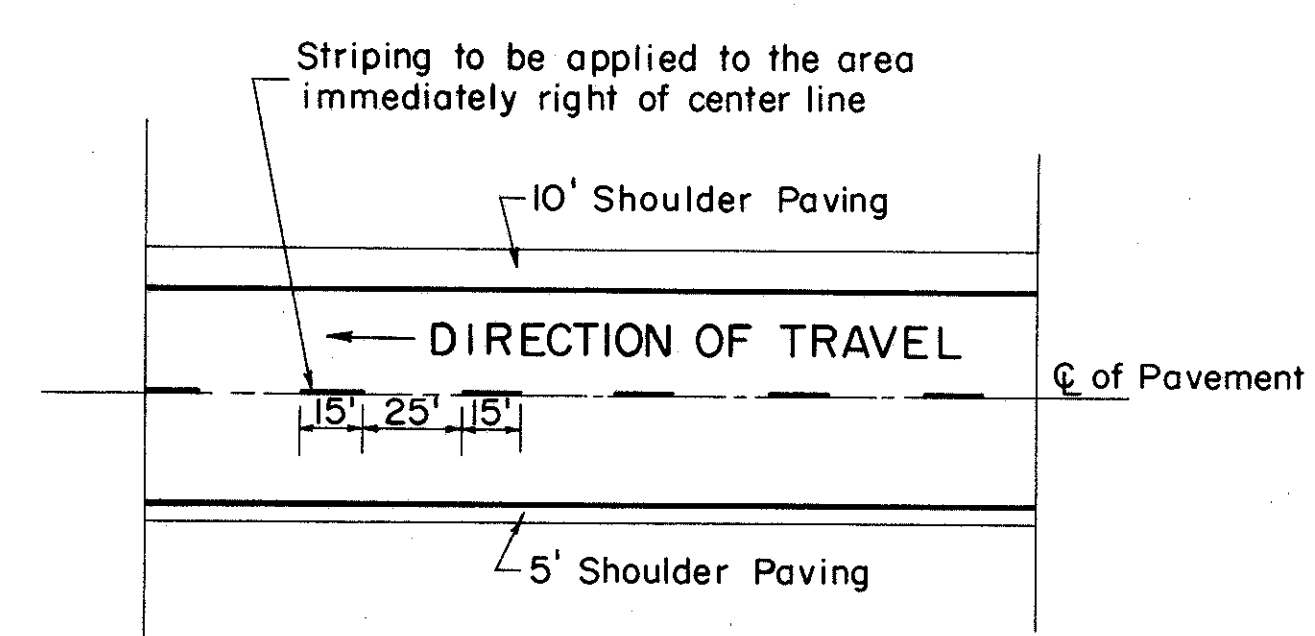 Striping to be applied to the area
immediately right of center line
10' Shoulder Paving
DIRECTION OF TRAVEL
℄ of Pavement
15' 25' 15'
5' Shoulder Paving